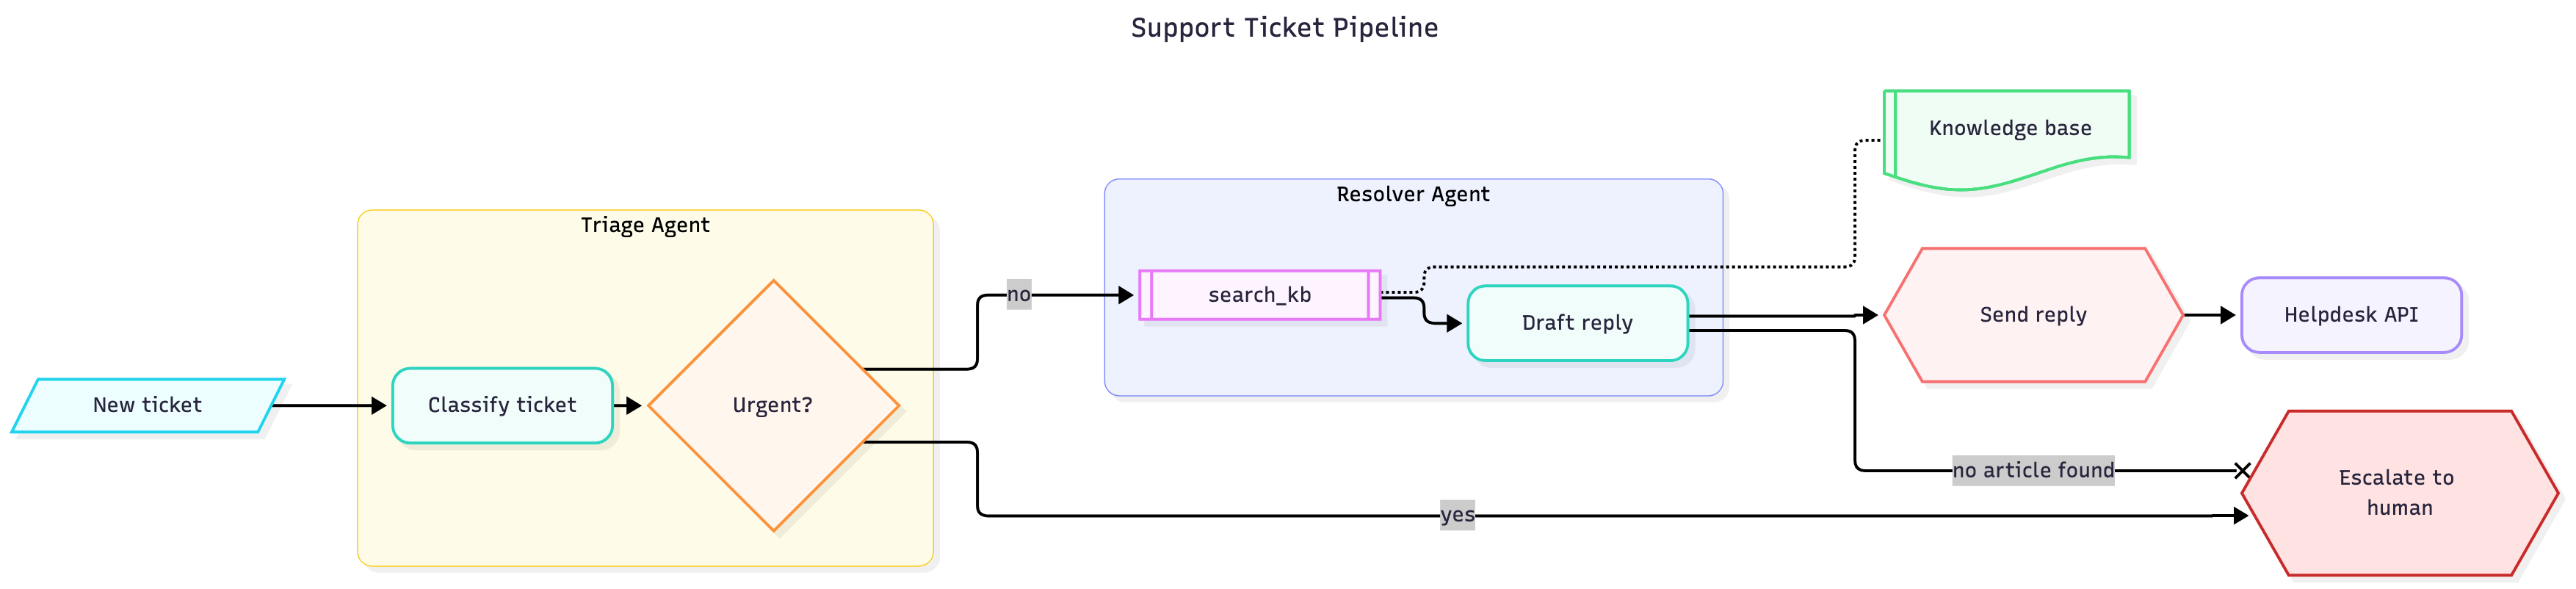 Support Ticket Pipeline
Knowledge base
Resolver Agent
Triage Agent
no
search_kb
Draft reply
Send reply
Helpdesk API
New ticket
Classify ticket
Urgent?
no article found
Escalate to
human
yes